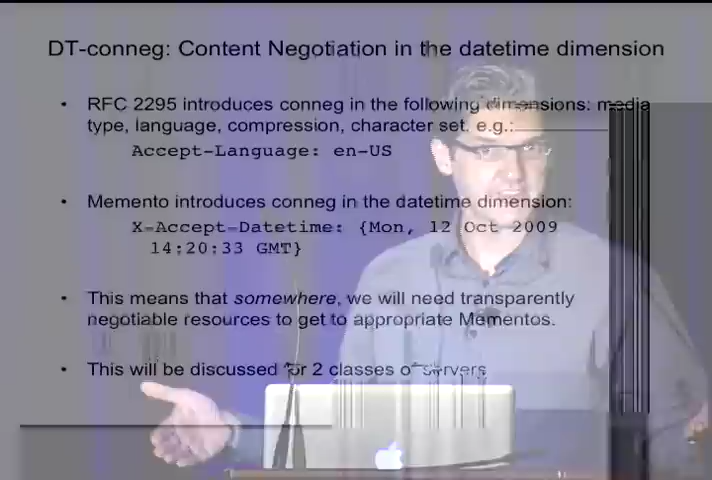 DT-conneg: Content Negotiation in the datetime dimension
• RFC 2295 introduces conneg in the following dimensions: media
type, language, compression, character set, e.g.:
Accept-Language: en-US
• Memento introduces conneg in the datetime dimension:
X-Accept-Datetime: {Mon, 12 Oct 2009
14:20:33 GMT}
• This means that somewhere, we will need transparently
negotiable resources to get to appropriate Mementos.
• This will be discussed for 2 classes of servers